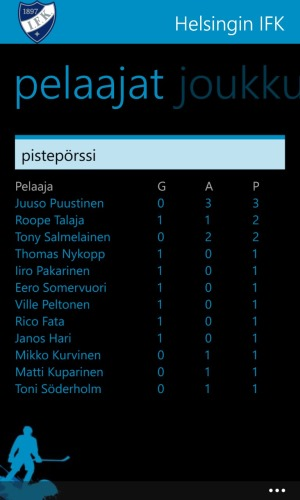 1897
IFK
Helsingin IFK
pelaajat joukku
pistepörssi
Pelaaja G A P
Juuso Puustinen 0 3 3
Roope Talaja 1 1 2
Tony Salmelainen 0 2 2
Thomas Nykopp 1 0 1
Iiro Pakarinen 1 0 1
Eero Somervuori 1 0 1
Ville Peltonen 1 0 1
Rico Fata 1 0 1
Janos Hari 1 0 1
Mikko Kurvinen 0 1 1
Matti Kuparinen 0 1 1
Toni Söderholm 0 1 1